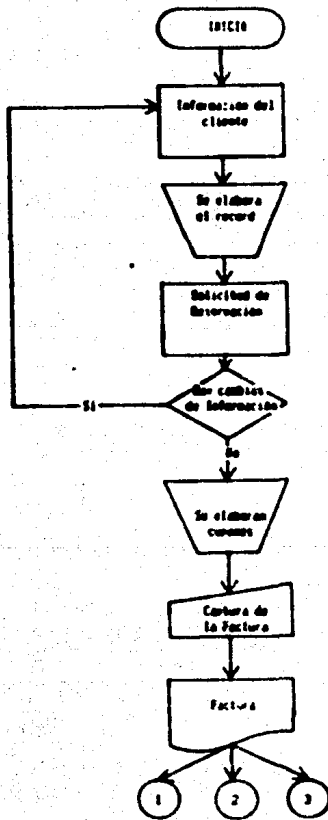 INICIO
Información del
cliente
Se elabora
el record
Solicitud de
Reservación
Hay cambios
de Información
Si
No
Se elaboran
cupones
Captura de
la Factura
Factura
1
2
3